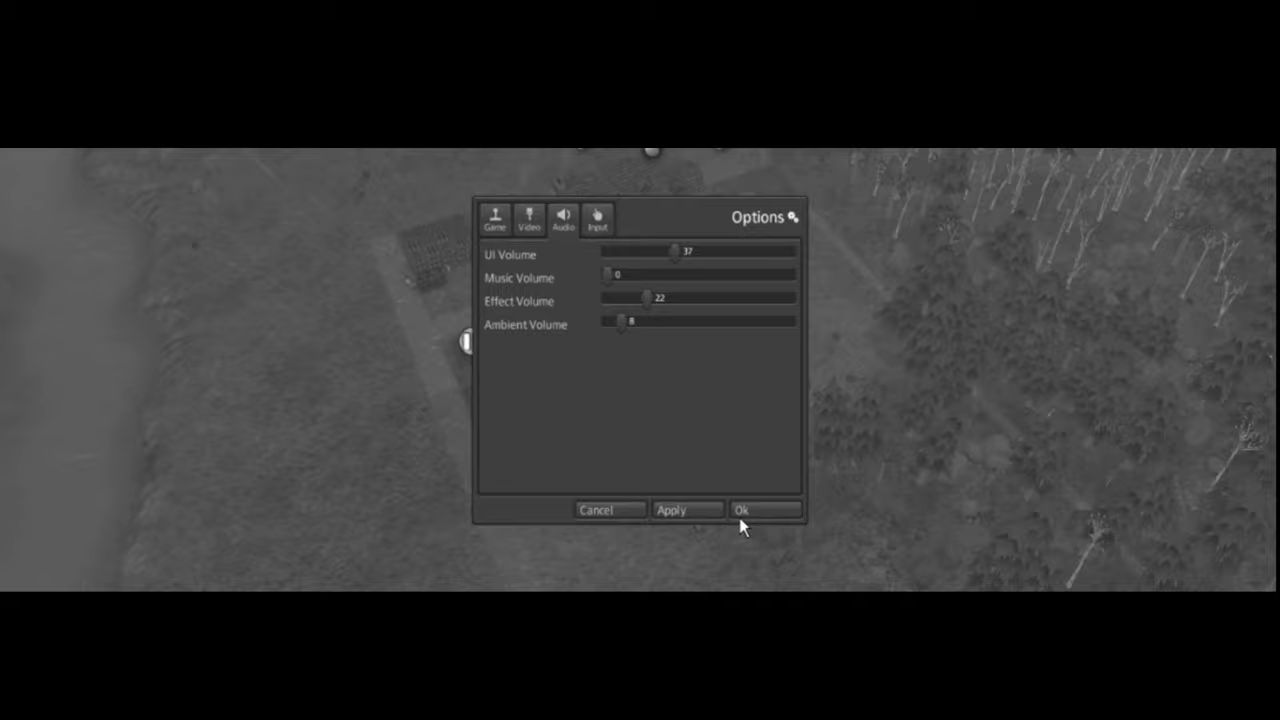 Options
Game Video Audio Input
UI Volume 37
Music Volume 0
Effect Volume 22
Ambient Volume 8
Cancel Apply Ok